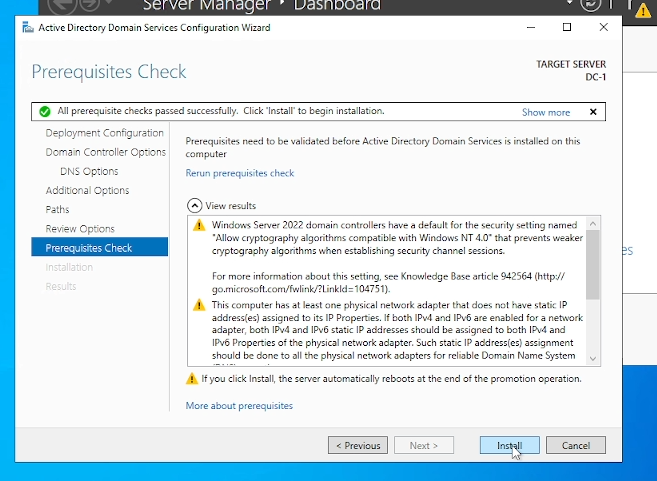 Server Manager • Dashboard
Active Directory Domain Services Configuration Wizard
Prerequisites Check
TARGET SERVER
DC-1
All prerequisite checks passed successfully. Click 'Install' to begin installation.
Show more
Deployment Configuration
Domain Controller Options
DNS Options
Additional Options
Paths
Review Options
Prerequisites Check
Installation
Results
Prerequisites need to be validated before Active Directory Domain Services is installed on this
computer
Rerun prerequisites check
View results
Windows Server 2022 domain controllers have a default for the security setting named
"Allow cryptography algorithms compatible with Windows NT 4.0" that prevents weaker
cryptography algorithms when establishing security channel sessions.
For more information about this setting, see Knowledge Base article 942564 (http://
go.microsoft.com/fwlink/?LinkId=104751).
This computer has at least one physical network adapter that does not have static IP
address(es) assigned to its IP Properties. If both IPv4 and IPv6 are enabled for a network
adapter, both IPv4 and IPv6 static IP addresses should be assigned to both IPv4 and
IPv6 Properties of the physical network adapter. Such static IP address(es) assignment
should be done to all the physical network adapters for reliable Domain Name System
If you click Install, the server automatically reboots at the end of the promotion operation.
More about prerequisites
< Previous
Next >
Install
Cancel